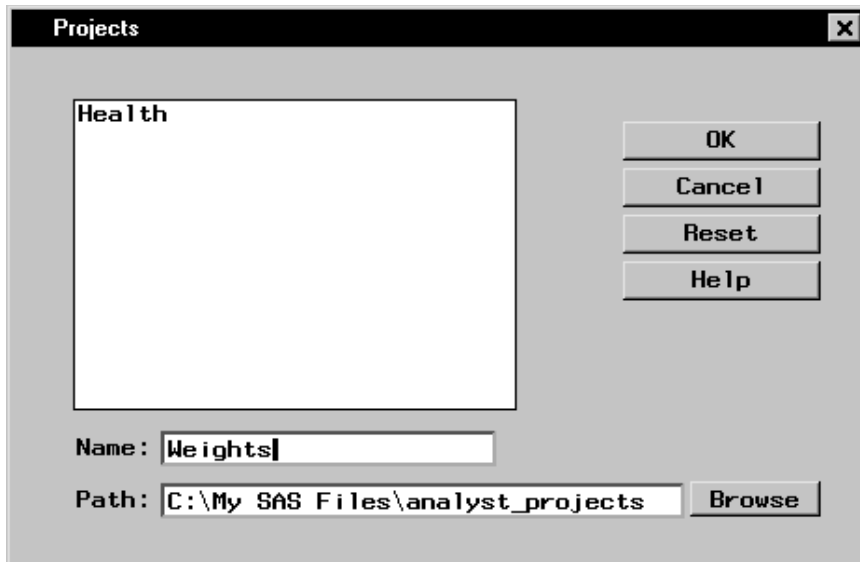 Projects
Health
OK
Cancel
Reset
Help
Name: Weights
Path: C:\My SAS Files\analyst_projects Browse